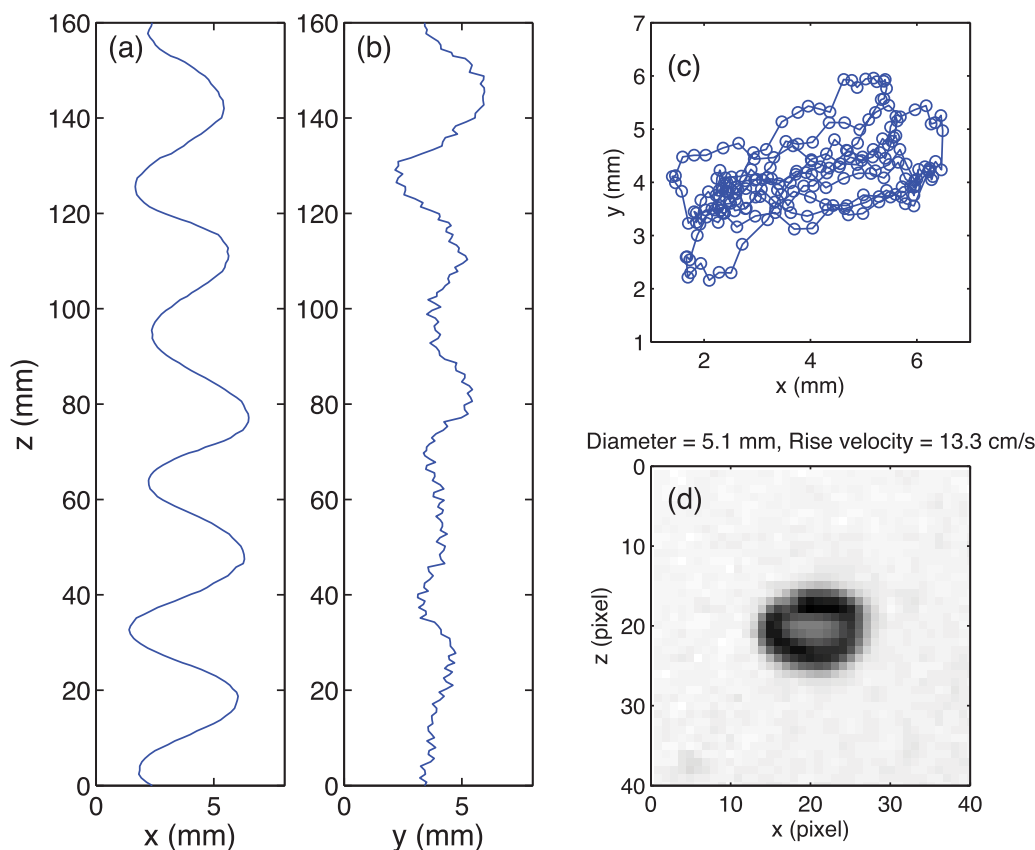 (a)
160
140
120
100
80
60
40
20
0
z (mm)
0 5
x (mm)
(b)
160
140
120
100
80
60
40
20
0
0 5
y (mm)
(c)
7
6
5
4
3
2
1
y (mm)
2 4 6
x (mm)
Diameter = 5.1 mm, Rise velocity = 13.3 cm/s
(d)
0
10
20
30
40
z (pixel)
0 10 20 30 40
x (pixel)